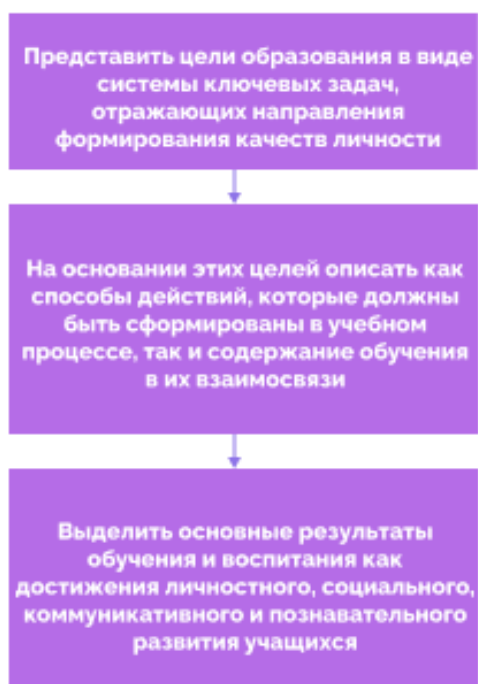 Представить цели образования в виде
системы ключевых задач,
отражающих направления
формирования качеств личности
На основании этих целей описать как
способы действий, которые должны
быть сформированы в учебном
процессе, так и содержание обучения
в их взаимосвязи
Выделить основные результаты
обучения и воспитания как
достижения личностного, социального,
коммуникативного и познавательного
развития учащихся